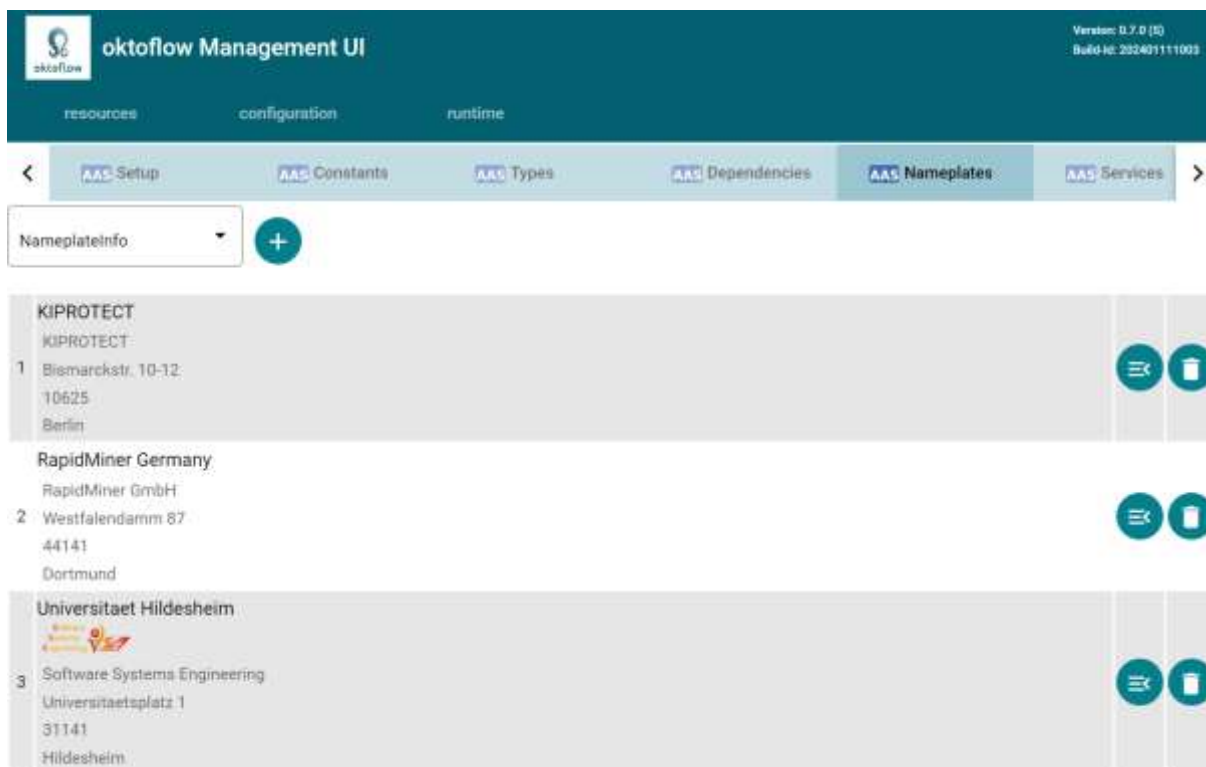 oktoflow
oktoflow Management UI
Version: 0.7.0 (S)
Build-Id: 202401111003
resources configuration runtime
AAS Setup AAS Constants AAS Types AAS Dependencies AAS Nameplates AAS Services
NameplateInfo
KIPROTECT
KIPROTECT
1 Bismarckstr. 10-12
10625
Berlin
RapidMiner Germany
RapidMiner GmbH
2 Westfalendamm 87
44141
Dortmund
Universitaet Hildesheim
3 Software Systems Engineering
Universitaetsplatz 1
31141
Hildesheim